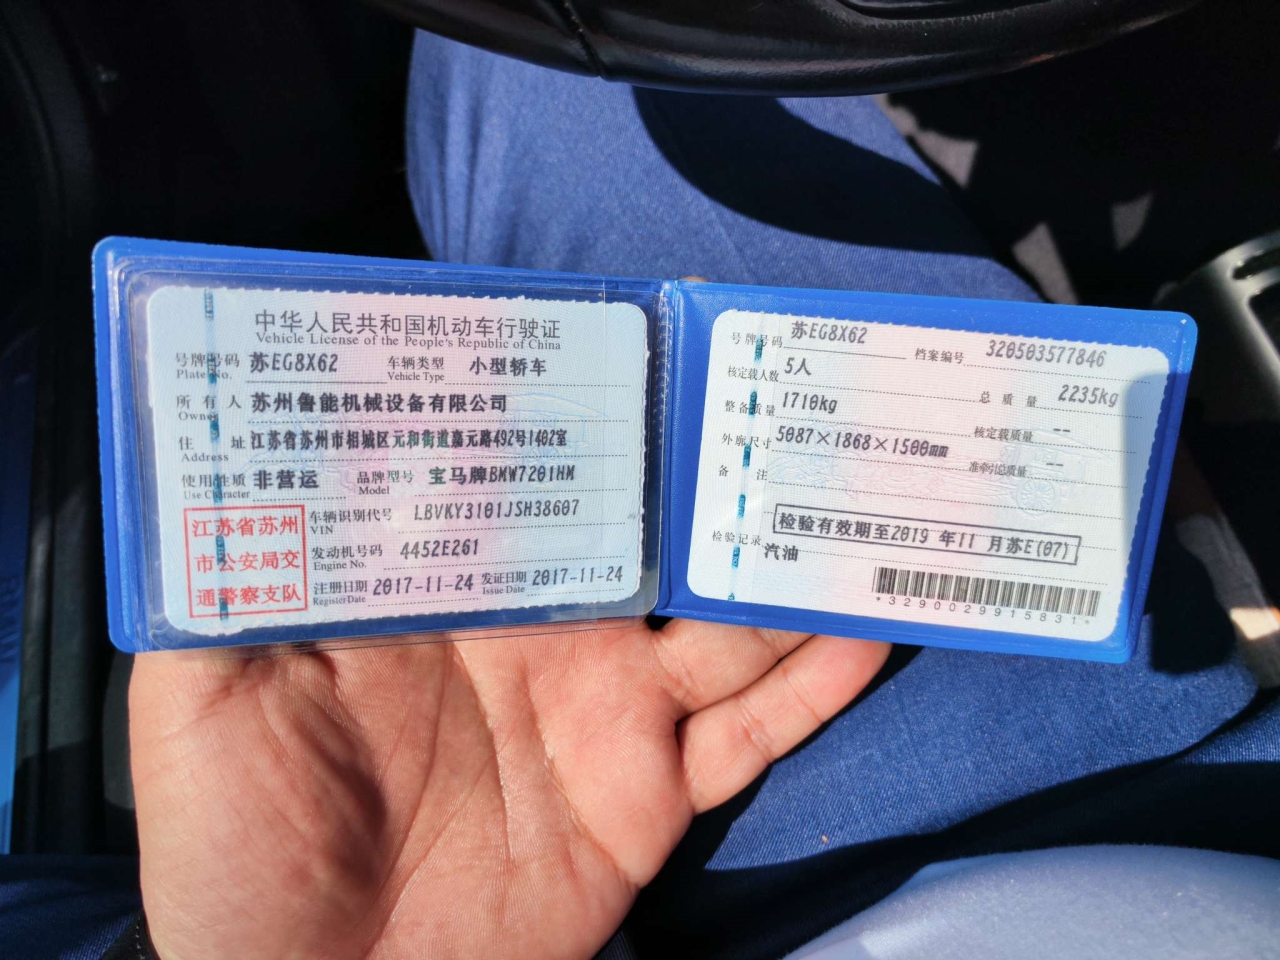 中华人民共和国机动车行驶证
Vehicle License of the People's Republic of China
号牌号码 苏EG8X62 车辆类型 小型轿车
Plate No. Vehicle Type
所有人 苏州鲁能机械设备有限公司
Owner
住址 江苏省苏州市相城区元和街道嘉元路492号1402室
Address
使用性质 非营运 品牌型号 宝马牌BMW7201HM
Use Character Model
江苏省苏州
市公安局交
通警察支队
车辆识别代号 LBVKY3101JSH38607
VIN
发动机号码 4452E261
Engine No.
注册日期 2017-11-24 发证日期 2017-11-24
Register Date Issue Date
号牌号码 苏EG8X62 档案编号 320503577846
核定载人数 5人 总质量 2235kg
整备质量 1710kg 核定载质量 --
外廓尺寸 5087×1868×1500mm 准牵引总质量 --
备注
检验有效期至2019年11月苏E(07)
检验记录
汽油
*3290029915831*